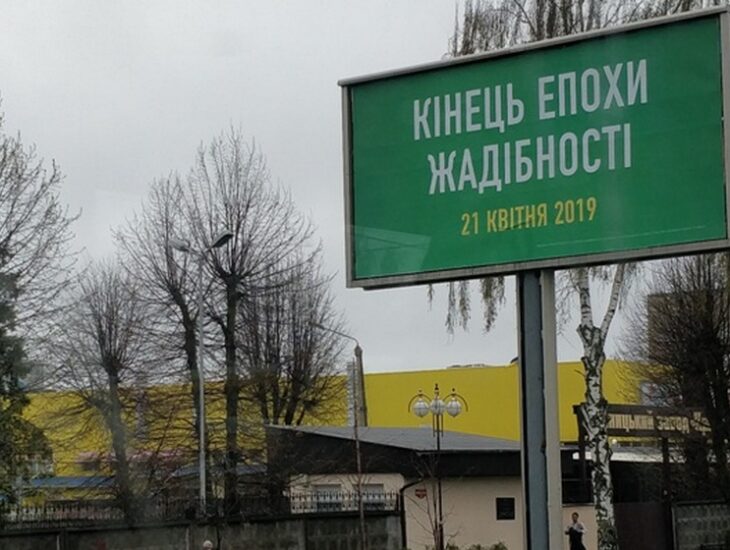 КІНЕЦЬ ЕПОХИ
ЖАДІБНОСТІ
21 КВІТНЯ 2019